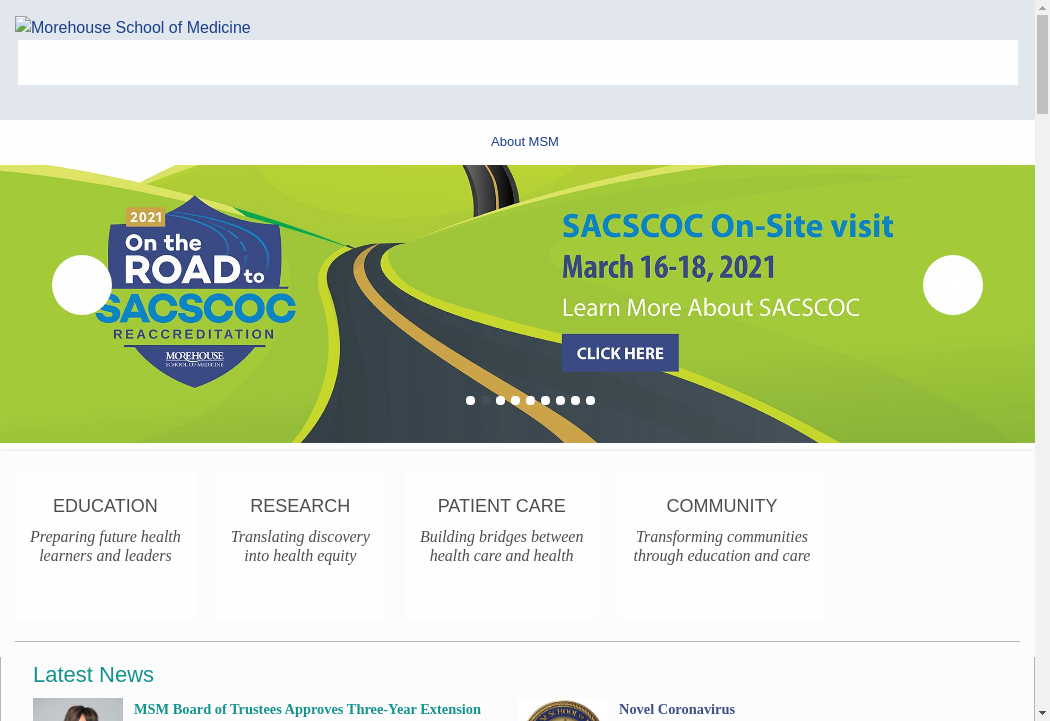 Morehouse School of Medicine
About MSM
2021
On the
ROAD to
SACSCOC
REACCREDITATION
MOREHOUSE
SCHOOL OF MEDICINE
SACSCOC On-Site visit
March 16-18, 2021
Learn More About SACSCOC
CLICK HERE
EDUCATION
Preparing future health
learners and leaders
RESEARCH
Translating discovery
into health equity
PATIENT CARE
Building bridges between
health care and health
COMMUNITY
Transforming communities
through education and care
Latest News
MSM Board of Trustees Approves Three-Year Extension
Novel Coronavirus